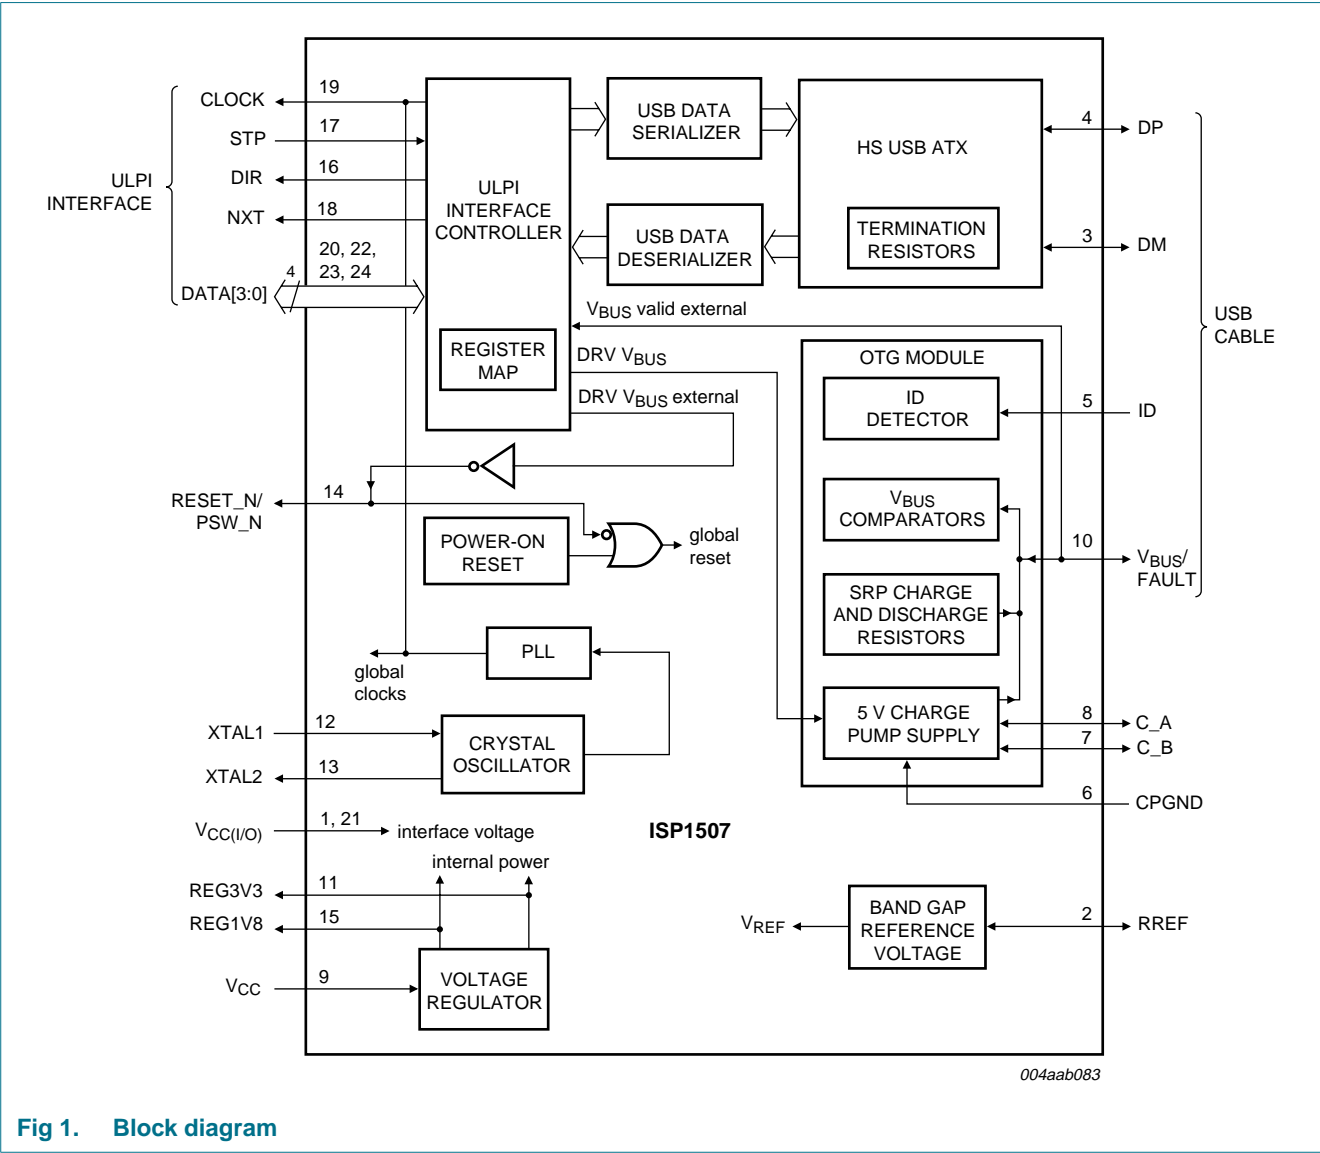 CLOCK
19
STP
17
DIR
16
NXT
18
ULPI
INTERFACE
20, 22,
23, 24
4
DATA[3:0]
ULPI
INTERFACE
CONTROLLER
REGISTER
MAP
USB DATA
SERIALIZER
USB DATA
DESERIALIZER
HS USB ATX
TERMINATION
RESISTORS
4
DP
3
DM
USB
CABLE
VBUS valid external
DRV VBUS
DRV VBUS external
OTG MODULE
ID
DETECTOR
5
ID
VBUS
COMPARATORS
10
VBUS/
FAULT
SRP CHARGE
AND DISCHARGE
RESISTORS
5 V CHARGE
PUMP SUPPLY
8
C_A
7
C_B
6
CPGND
RESET_N/
PSW_N
14
POWER-ON
RESET
global
reset
PLL
global
clocks
XTAL1
12
XTAL2
13
CRYSTAL
OSCILLATOR
VCC(I/O)
1, 21
interface voltage
ISP1507
internal power
REG3V3
11
REG1V8
15
VCC
9
VOLTAGE
REGULATOR
VREF
BAND GAP
REFERENCE
VOLTAGE
2
RREF
004aab083
Fig 1. Block diagram